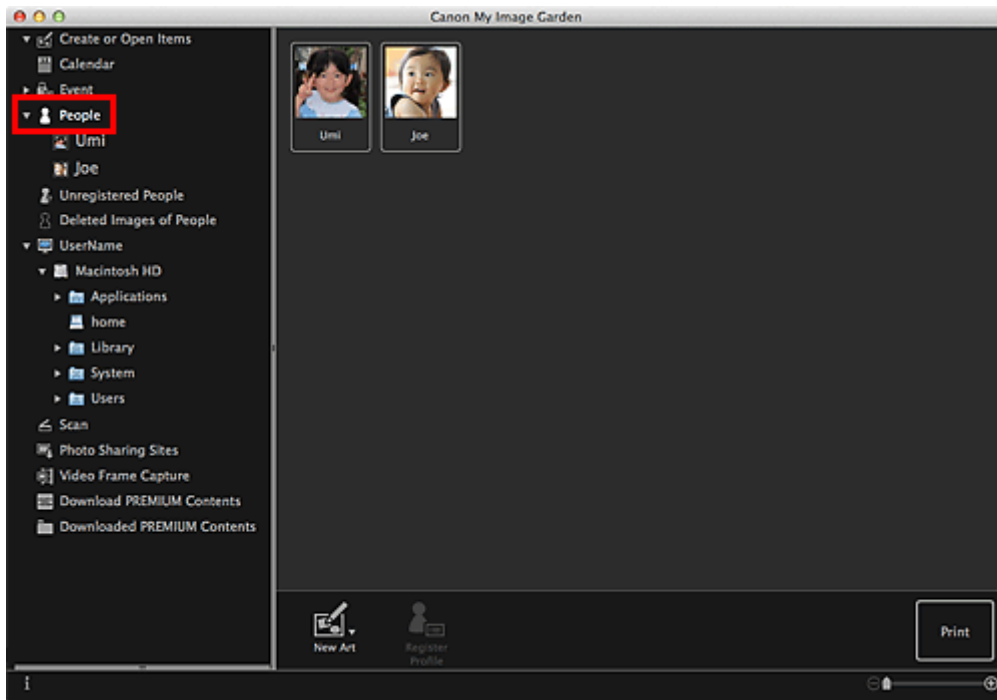 Canon My Image Garden
Create or Open Items
Calendar
Event
People
Umi
Joe
Unregistered People
Deleted Images of People
UserName
Macintosh HD
Applications
home
Library
System
Users
Scan
Photo Sharing Sites
Video Frame Capture
Download PREMIUM Contents
Downloaded PREMIUM Contents
Umi
Joe
New Art
Register
Profile
Print